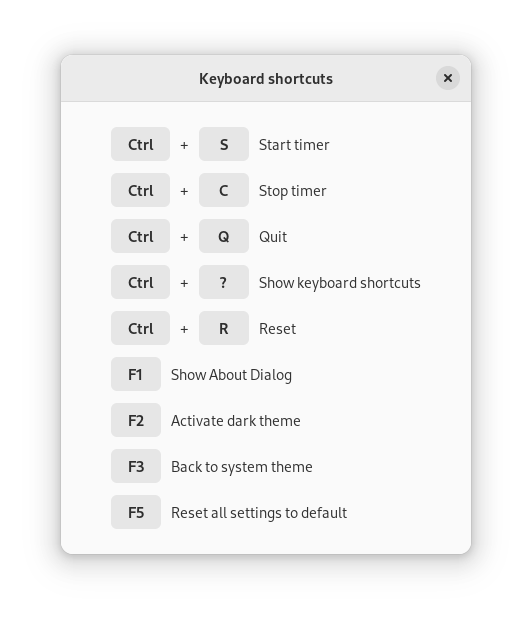 Keyboard shortcuts
Ctrl + S Start timer
Ctrl + C Stop timer
Ctrl + Q Quit
Ctrl + ? Show keyboard shortcuts
Ctrl + R Reset
F1 Show About Dialog
F2 Activate dark theme
F3 Back to system theme
F5 Reset all settings to default